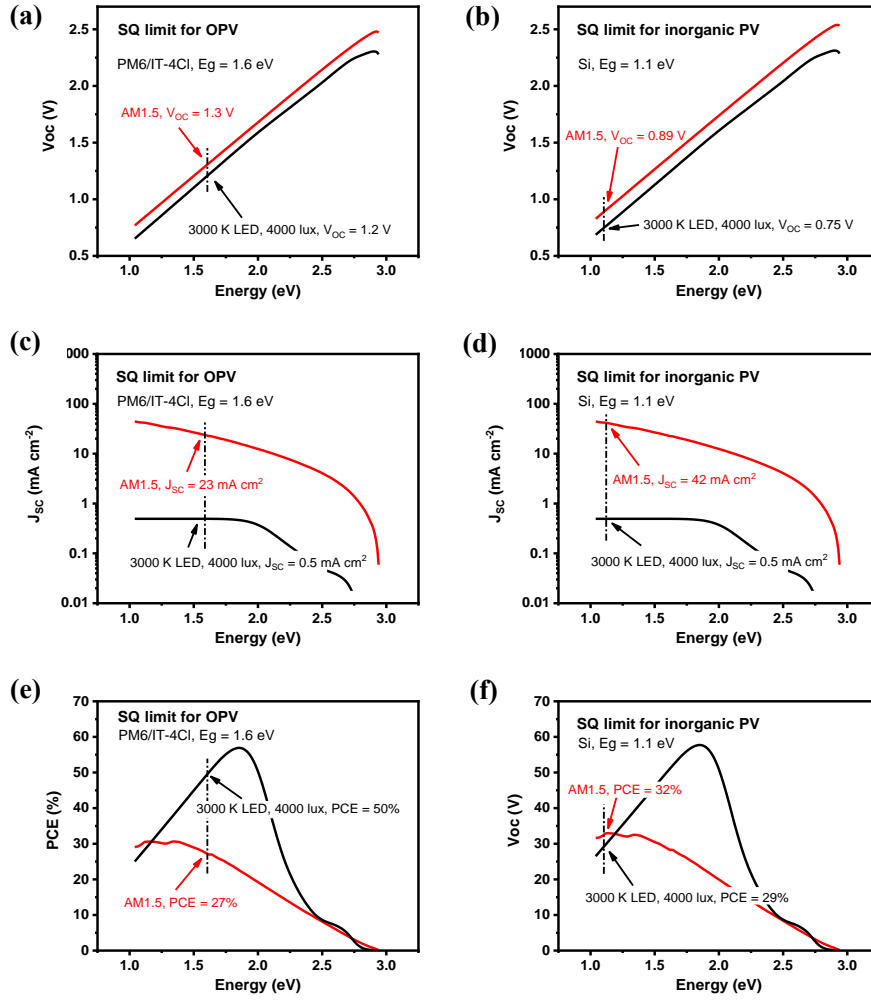 (a)
SQ limit for OPV
PM6/IT-4Cl, Eg = 1.6 eV
AM1.5, VOC = 1.3 V
3000 K LED, 4000 lux, VOC = 1.2 V
2.5
2.0
1.5
1.0
0.5
Voc (V)
1.0 1.5 2.0 2.5 3.0
Energy (eV)
(b)
SQ limit for inorganic PV
Si, Eg = 1.1 eV
AM1.5, VOC = 0.89 V
3000 K LED, 4000 lux, VOC = 0.75 V
2.5
2.0
1.5
1.0
0.5
Voc (V)
1.0 1.5 2.0 2.5 3.0
Energy (eV)
(c)
SQ limit for OPV
PM6/IT-4Cl, Eg = 1.6 eV
AM1.5, JSC = 23 mA cm2
3000 K LED, 4000 lux, JSC = 0.5 mA cm2
000
100
10
1
0.1
0.01
JSC (mA cm-2)
1.0 1.5 2.0 2.5 3.0
Energy (eV)
(d)
SQ limit for inorganic PV
Si, Eg = 1.1 eV
AM1.5, JSC = 42 mA cm2
3000 K LED, 4000 lux, JSC = 0.5 mA cm2
1000
100
10
1
0.1
0.01
JSC (mA cm-2)
1.0 1.5 2.0 2.5 3.0
Energy (eV)
(e)
SQ limit for OPV
PM6/IT-4Cl, Eg = 1.6 eV
3000 K LED, 4000 lux, PCE = 50%
AM1.5, PCE = 27%
70
60
50
40
30
20
10
0
PCE (%)
1.0 1.5 2.0 2.5 3.0
Energy (eV)
(f)
SQ limit for inorganic PV
Si, Eg = 1.1 eV
AM1.5, PCE = 32%
3000 K LED, 4000 lux, PCE = 29%
70
60
50
40
30
20
10
0
Voc (V)
1.0 1.5 2.0 2.5 3.0
Energy (eV)